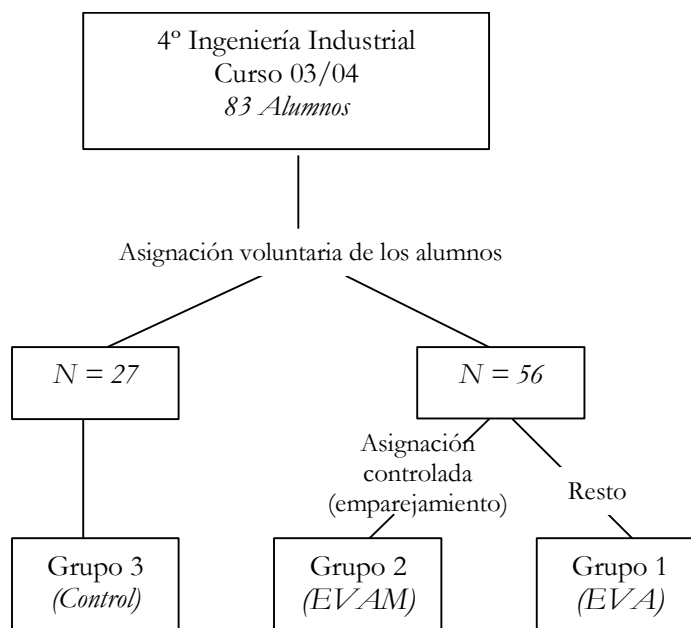 4º Ingeniería Industrial
Curso 03/04
83 Alumnos
Asignación voluntaria de los alumnos
N = 27
N = 56
Asignación
controlada
(emparejamiento)
Resto
Grupo 3
(Control)
Grupo 2
(EVAM)
Grupo 1
(EVA)